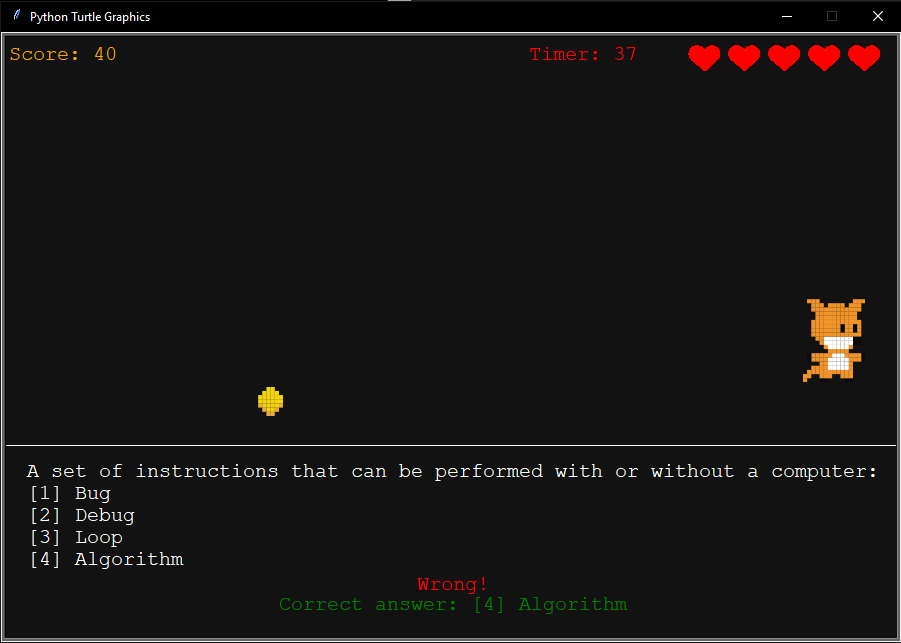 Python Turtle Graphics
Score: 40 Timer: 37
A set of instructions that can be performed with or without a computer:
[1] Bug
[2] Debug
[3] Loop
[4] Algorithm
Wrong!
Correct answer: [4] Algorithm